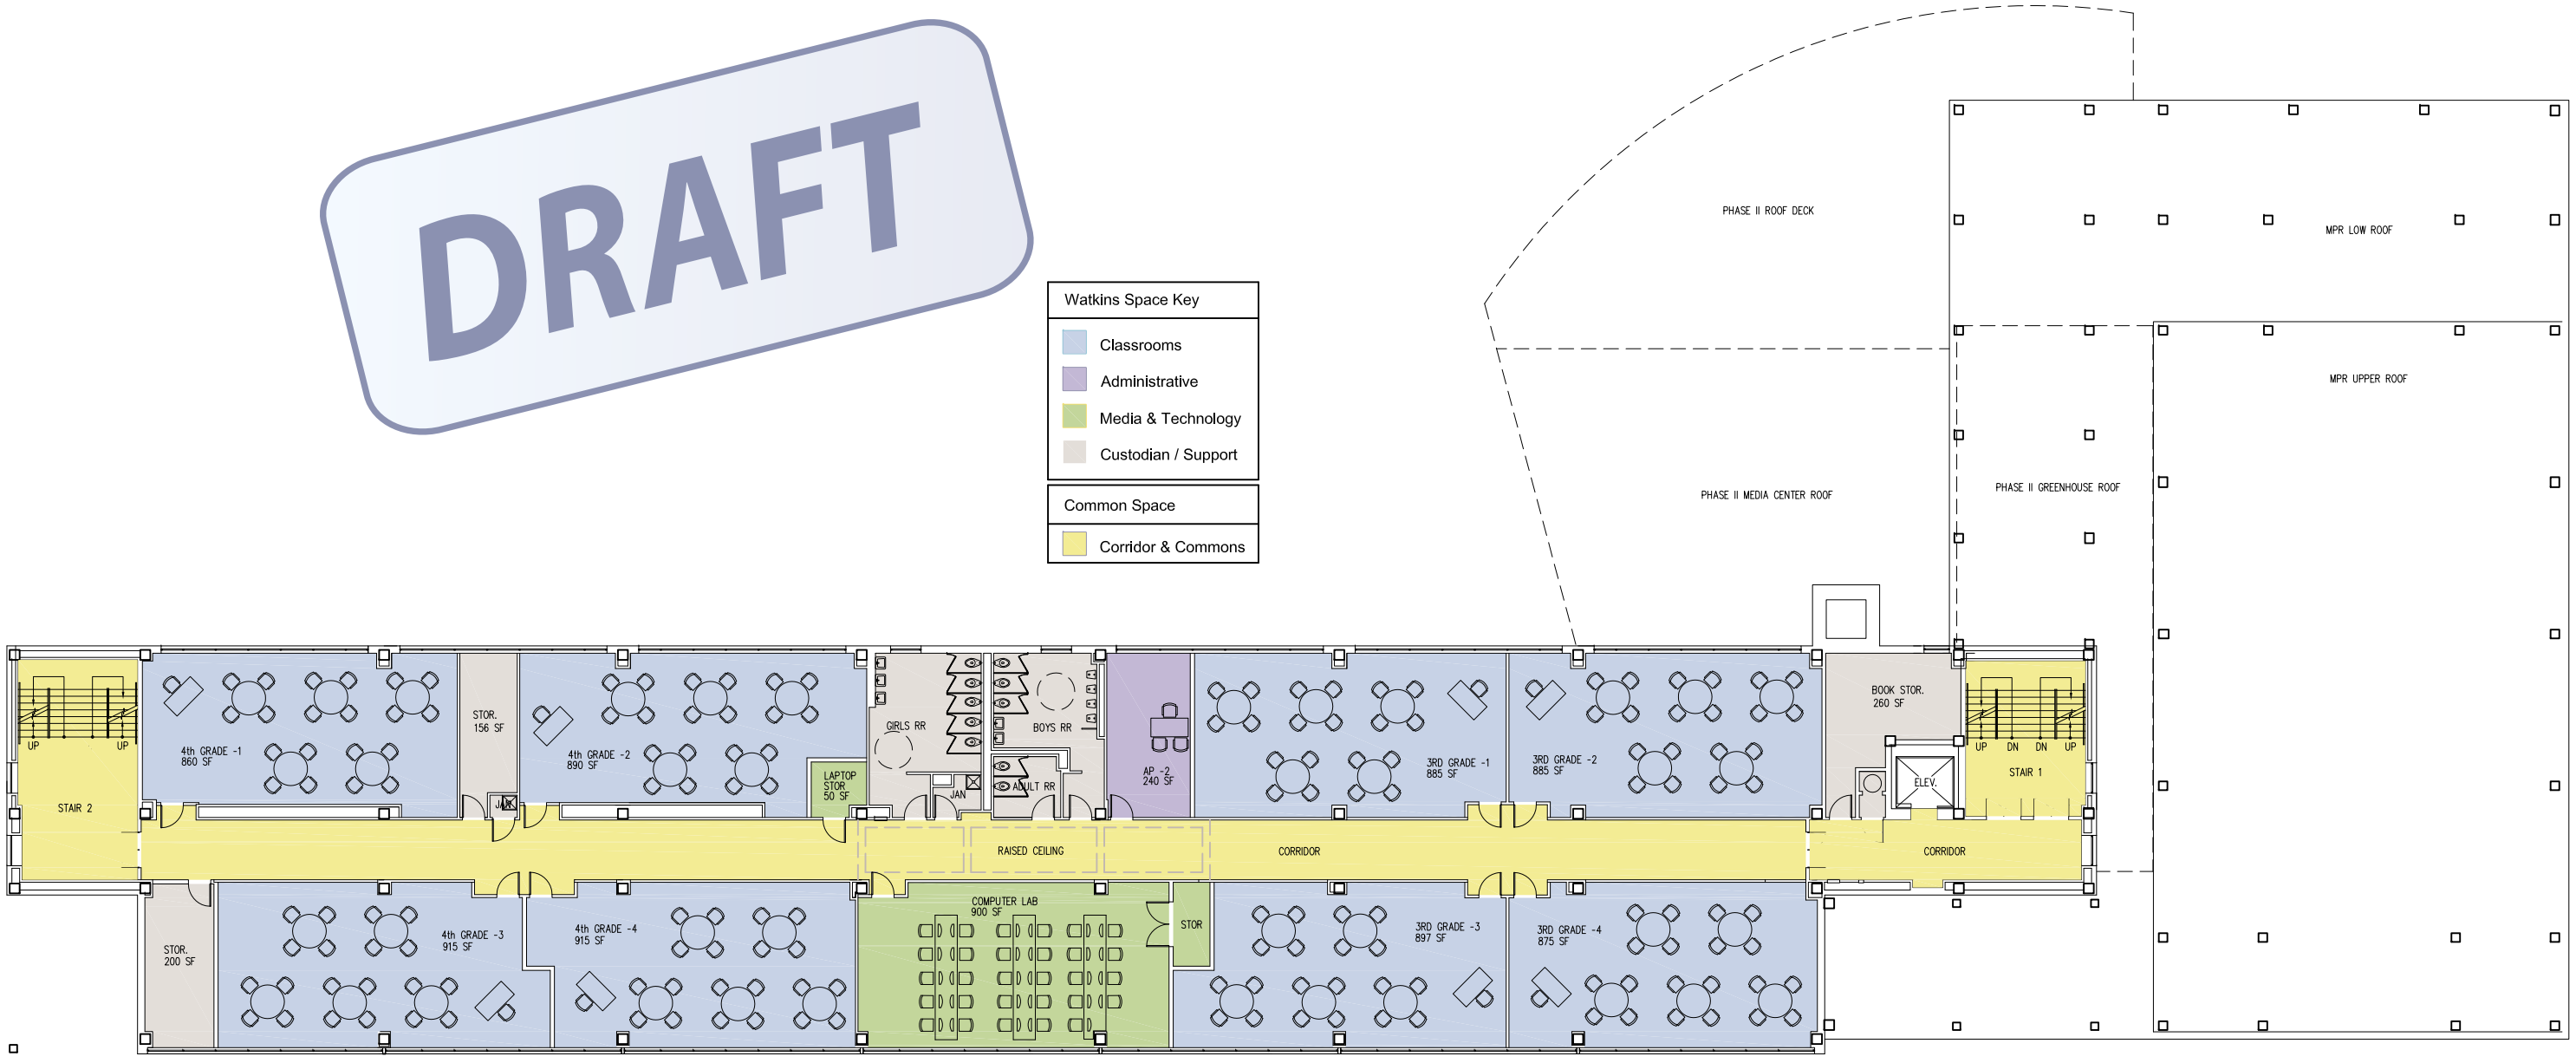 DRAFT
Watkins Space Key
Classrooms
Administrative
Media & Technology
Custodian / Support
Common Space
Corridor & Commons
PHASE II ROOF DECK
MPR LOW ROOF
MPR UPPER ROOF
PHASE II MEDIA CENTER ROOF
PHASE II GREENHOUSE ROOF
UP
UP
STAIR 2
4th GRADE -1
860 SF
STOR.
156 SF
JAN
4th GRADE -2
890 SF
LAPTOP
STOR
50 SF
GIRLS RR
JAN
BOYS RR
ADULT RR
AP -2
240 SF
3RD GRADE -1
885 SF
3RD GRADE -2
885 SF
BOOK STOR.
260 SF
ELEV.
UP
DN
DN
UP
STAIR 1
RAISED CEILING
CORRIDOR
CORRIDOR
STOR.
200 SF
4th GRADE -3
915 SF
4th GRADE -4
915 SF
COMPUTER LAB
900 SF
STOR
3RD GRADE -3
897 SF
3RD GRADE -4
875 SF